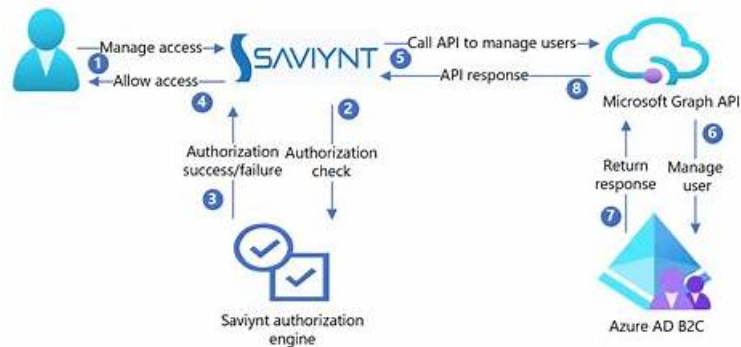 Manage access
1
Allow access
4
SAVIYNT
5
Call API to manage users
API response
8
Microsoft Graph API
2
Authorization
success/failure
3
Authorization
check
6
Return
response
7
Manage
user
Saviynt authorization
engine
Azure AD B2C